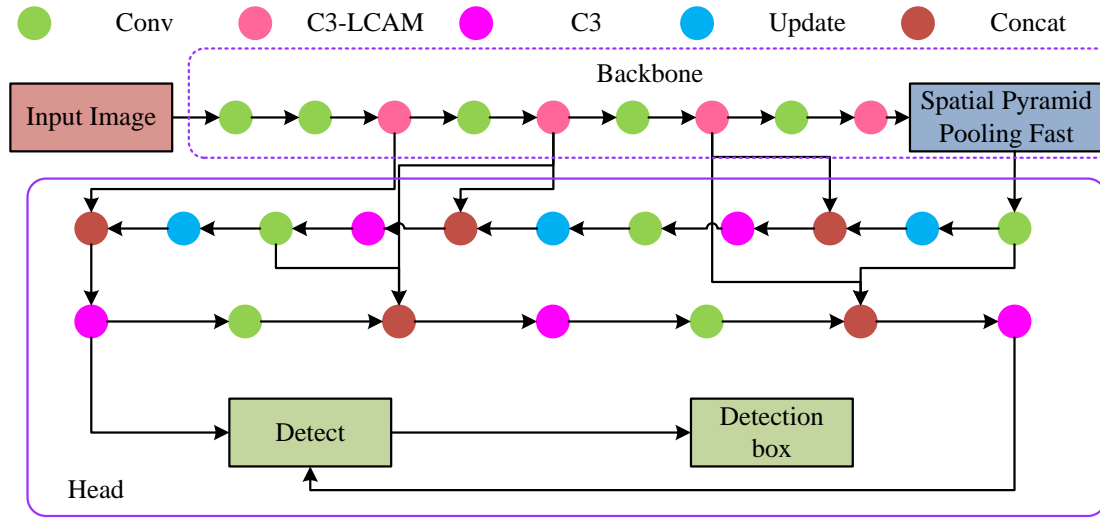 Conv C3-LCAM C3 Update Concat
Backbone
Input Image
Spatial Pyramid
Pooling Fast
Detect
Detection
box
Head